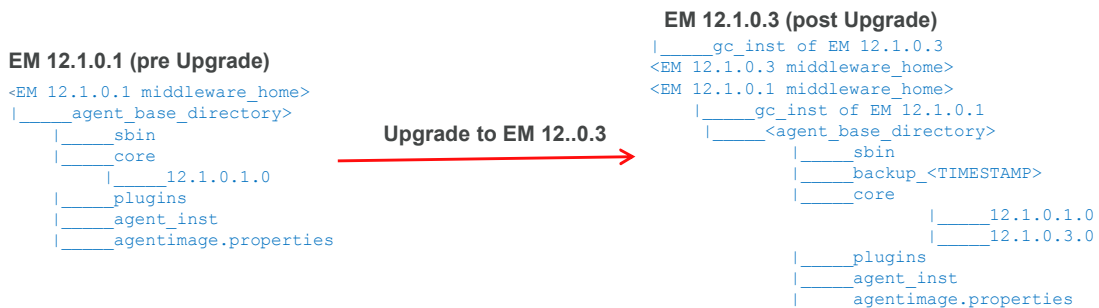 EM 12.1.0.1 (pre Upgrade)
<EM 12.1.0.1 middleware_home>
|_____agent_base_directory>
|_____sbin
|_____core
|_____12.1.0.1.0
|_____plugins
|_____agent_inst
|_____agentimage.properties
Upgrade to EM 12..0.3
EM 12.1.0.3 (post Upgrade)
|_____gc_inst of EM 12.1.0.3
<EM 12.1.0.3 middleware_home>
<EM 12.1.0.1 middleware_home>
|_____gc_inst of EM 12.1.0.1
|_____<agent_base_directory>
|_____sbin
|_____backup_<TIMESTAMP>
|_____core
|_____12.1.0.1.0
|_____12.1.0.3.0
|_____plugins
|_____agent_inst
| agentimage.properties